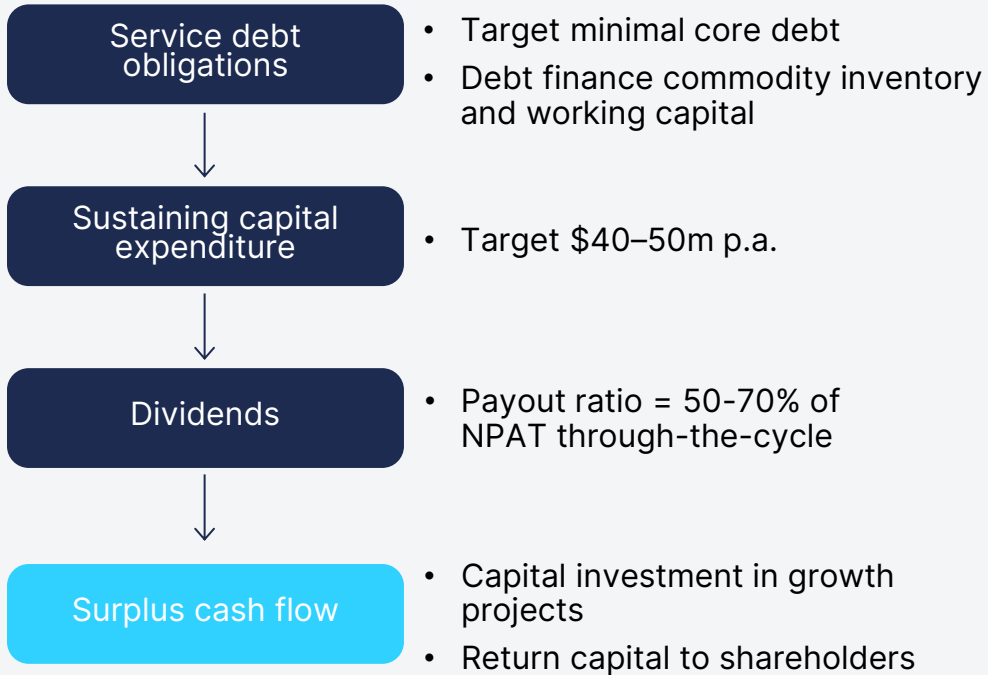 Service debt
obligations
• Target minimal core debt
• Debt finance commodity inventory
and working capital
Sustaining capital
expenditure
• Target $40–50m p.a.
Dividends
• Payout ratio = 50-70% of
NPAT through-the-cycle
Surplus cash flow
• Capital investment in growth
projects
• Return capital to shareholders